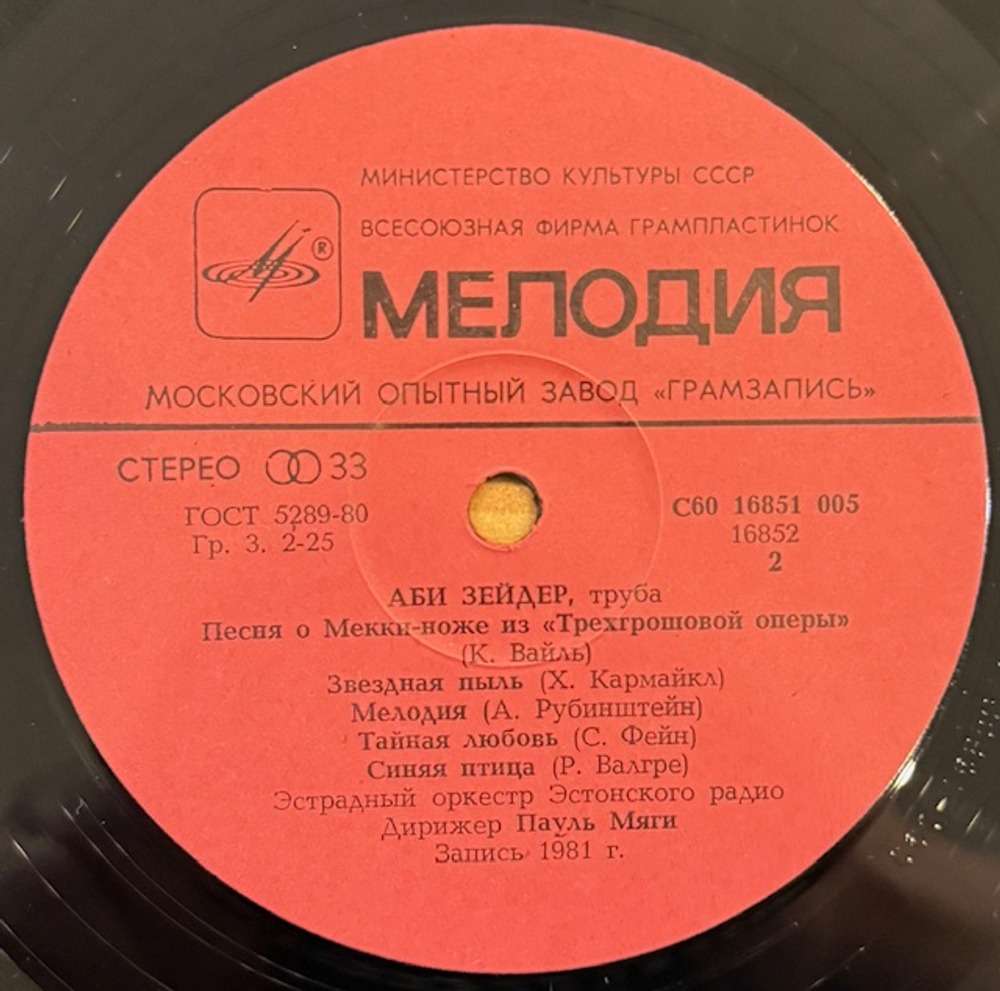 МИНИСТЕРСТВО КУЛЬТУРЫ СССР
ВСЕСОЮЗНАЯ ФИРМА ГРАМПЛАСТИНОК
®
МЕЛОДИЯ
МОСКОВСКИЙ ОПЫТНЫЙ ЗАВОД «ГРАМЗАПИСЬ»
СТЕРЕО 33
ГОСТ 5289-80
Гр. 3. 2-25
С60 16851 005
16852
2
АБИ ЗЕЙДЕР, труба
Песня о Мекки-ноже из «Трехгрошовой оперы»
(К. Вайль)
Звездная пыль (Х. Кармайкл)
Мелодия (А. Рубинштейн)
Тайная любовь (С. Фейн)
Синяя птица (Р. Валгре)
Эстрадный оркестр Эстонского радио
Дирижер Пауль Мяги
Запись 1981 г.